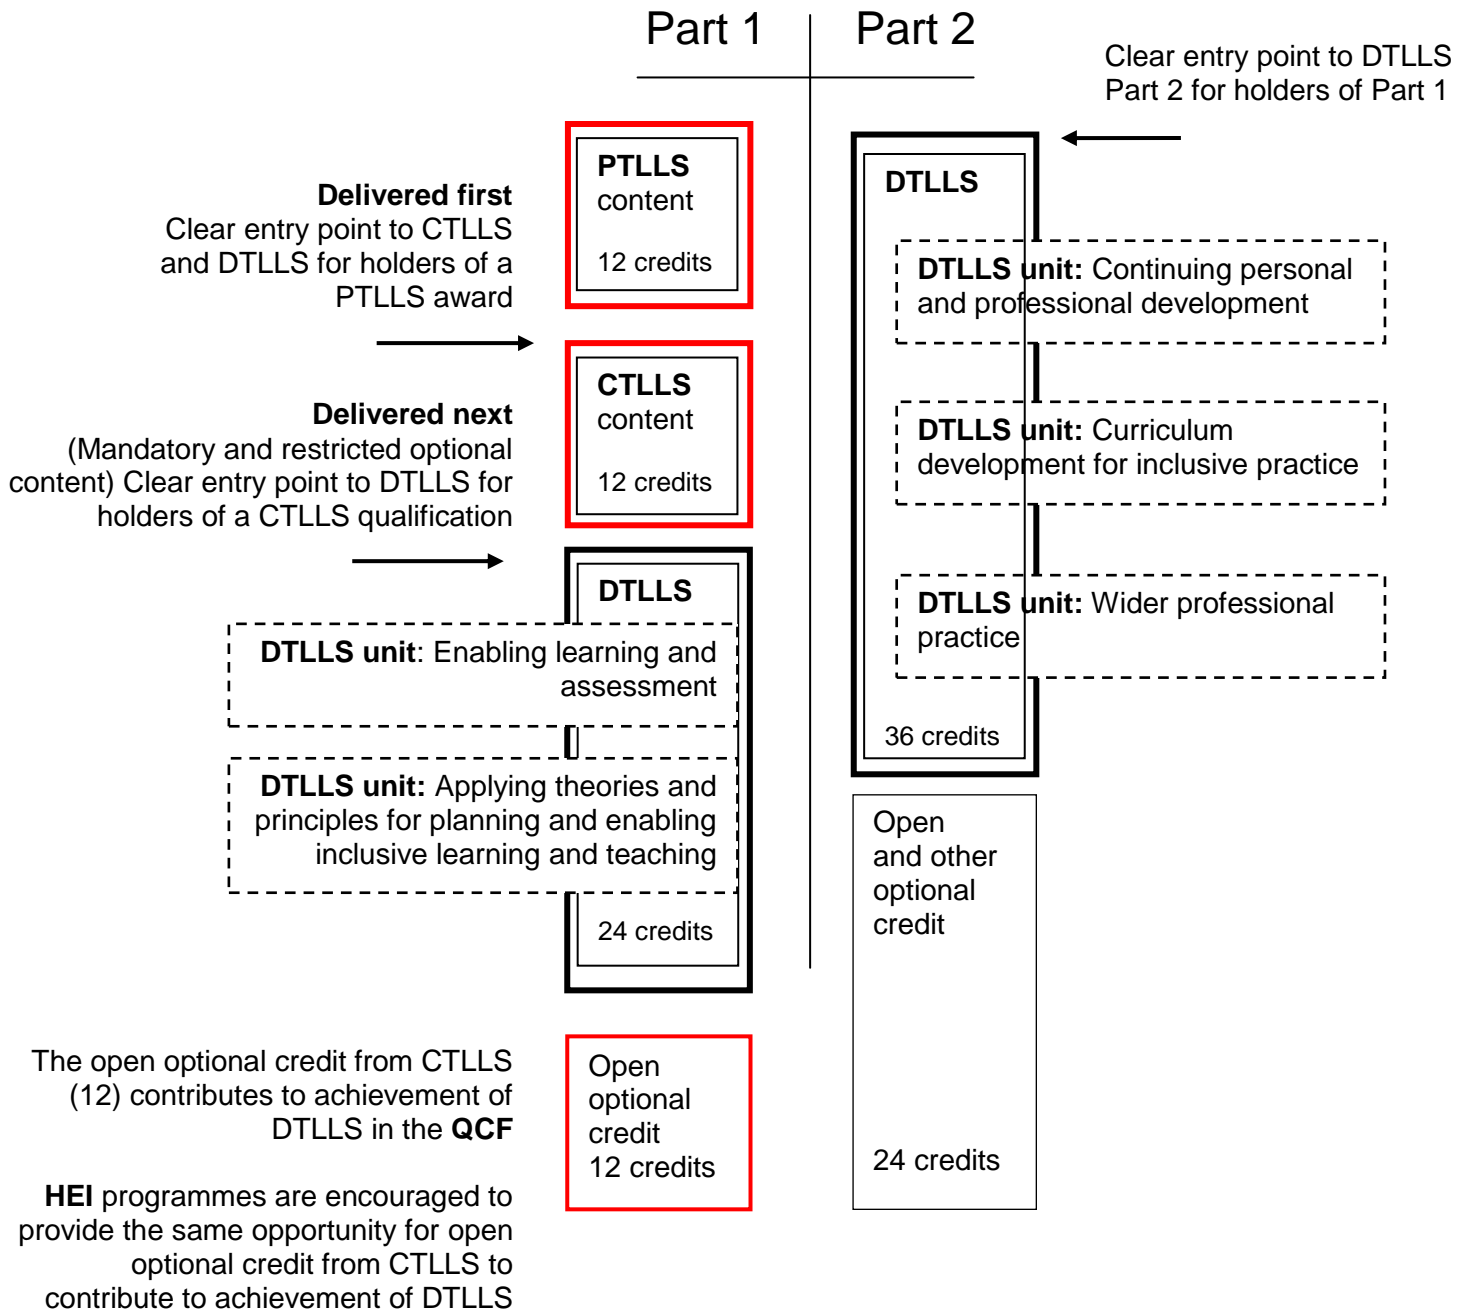 Part 1
Part 2
Clear entry point to DTLLS
Part 2 for holders of Part 1
Delivered first
Clear entry point to CTLLS
and DTLLS for holders of a
PTLLS award
PTLLS
content
12 credits
Delivered next
(Mandatory and restricted optional
content) Clear entry point to DTLLS for
holders of a CTLLS qualification
CTLLS
content
12 credits
DTLLS
DTLLS unit: Enabling learning and
assessment
DTLLS unit: Applying theories and
principles for planning and enabling
inclusive learning and teaching
24 credits
The open optional credit from CTLLS
(12) contributes to achievement of
DTLLS in the QCF
HEI programmes are encouraged to
provide the same opportunity for open
optional credit from CTLLS to
contribute to achievement of DTLLS
Open
optional
credit
12 credits
DTLLS
DTLLS unit: Continuing personal
and professional development
DTLLS unit: Curriculum
development for inclusive practice
DTLLS unit: Wider professional
practice
36 credits
Open
and other
optional
credit
24 credits